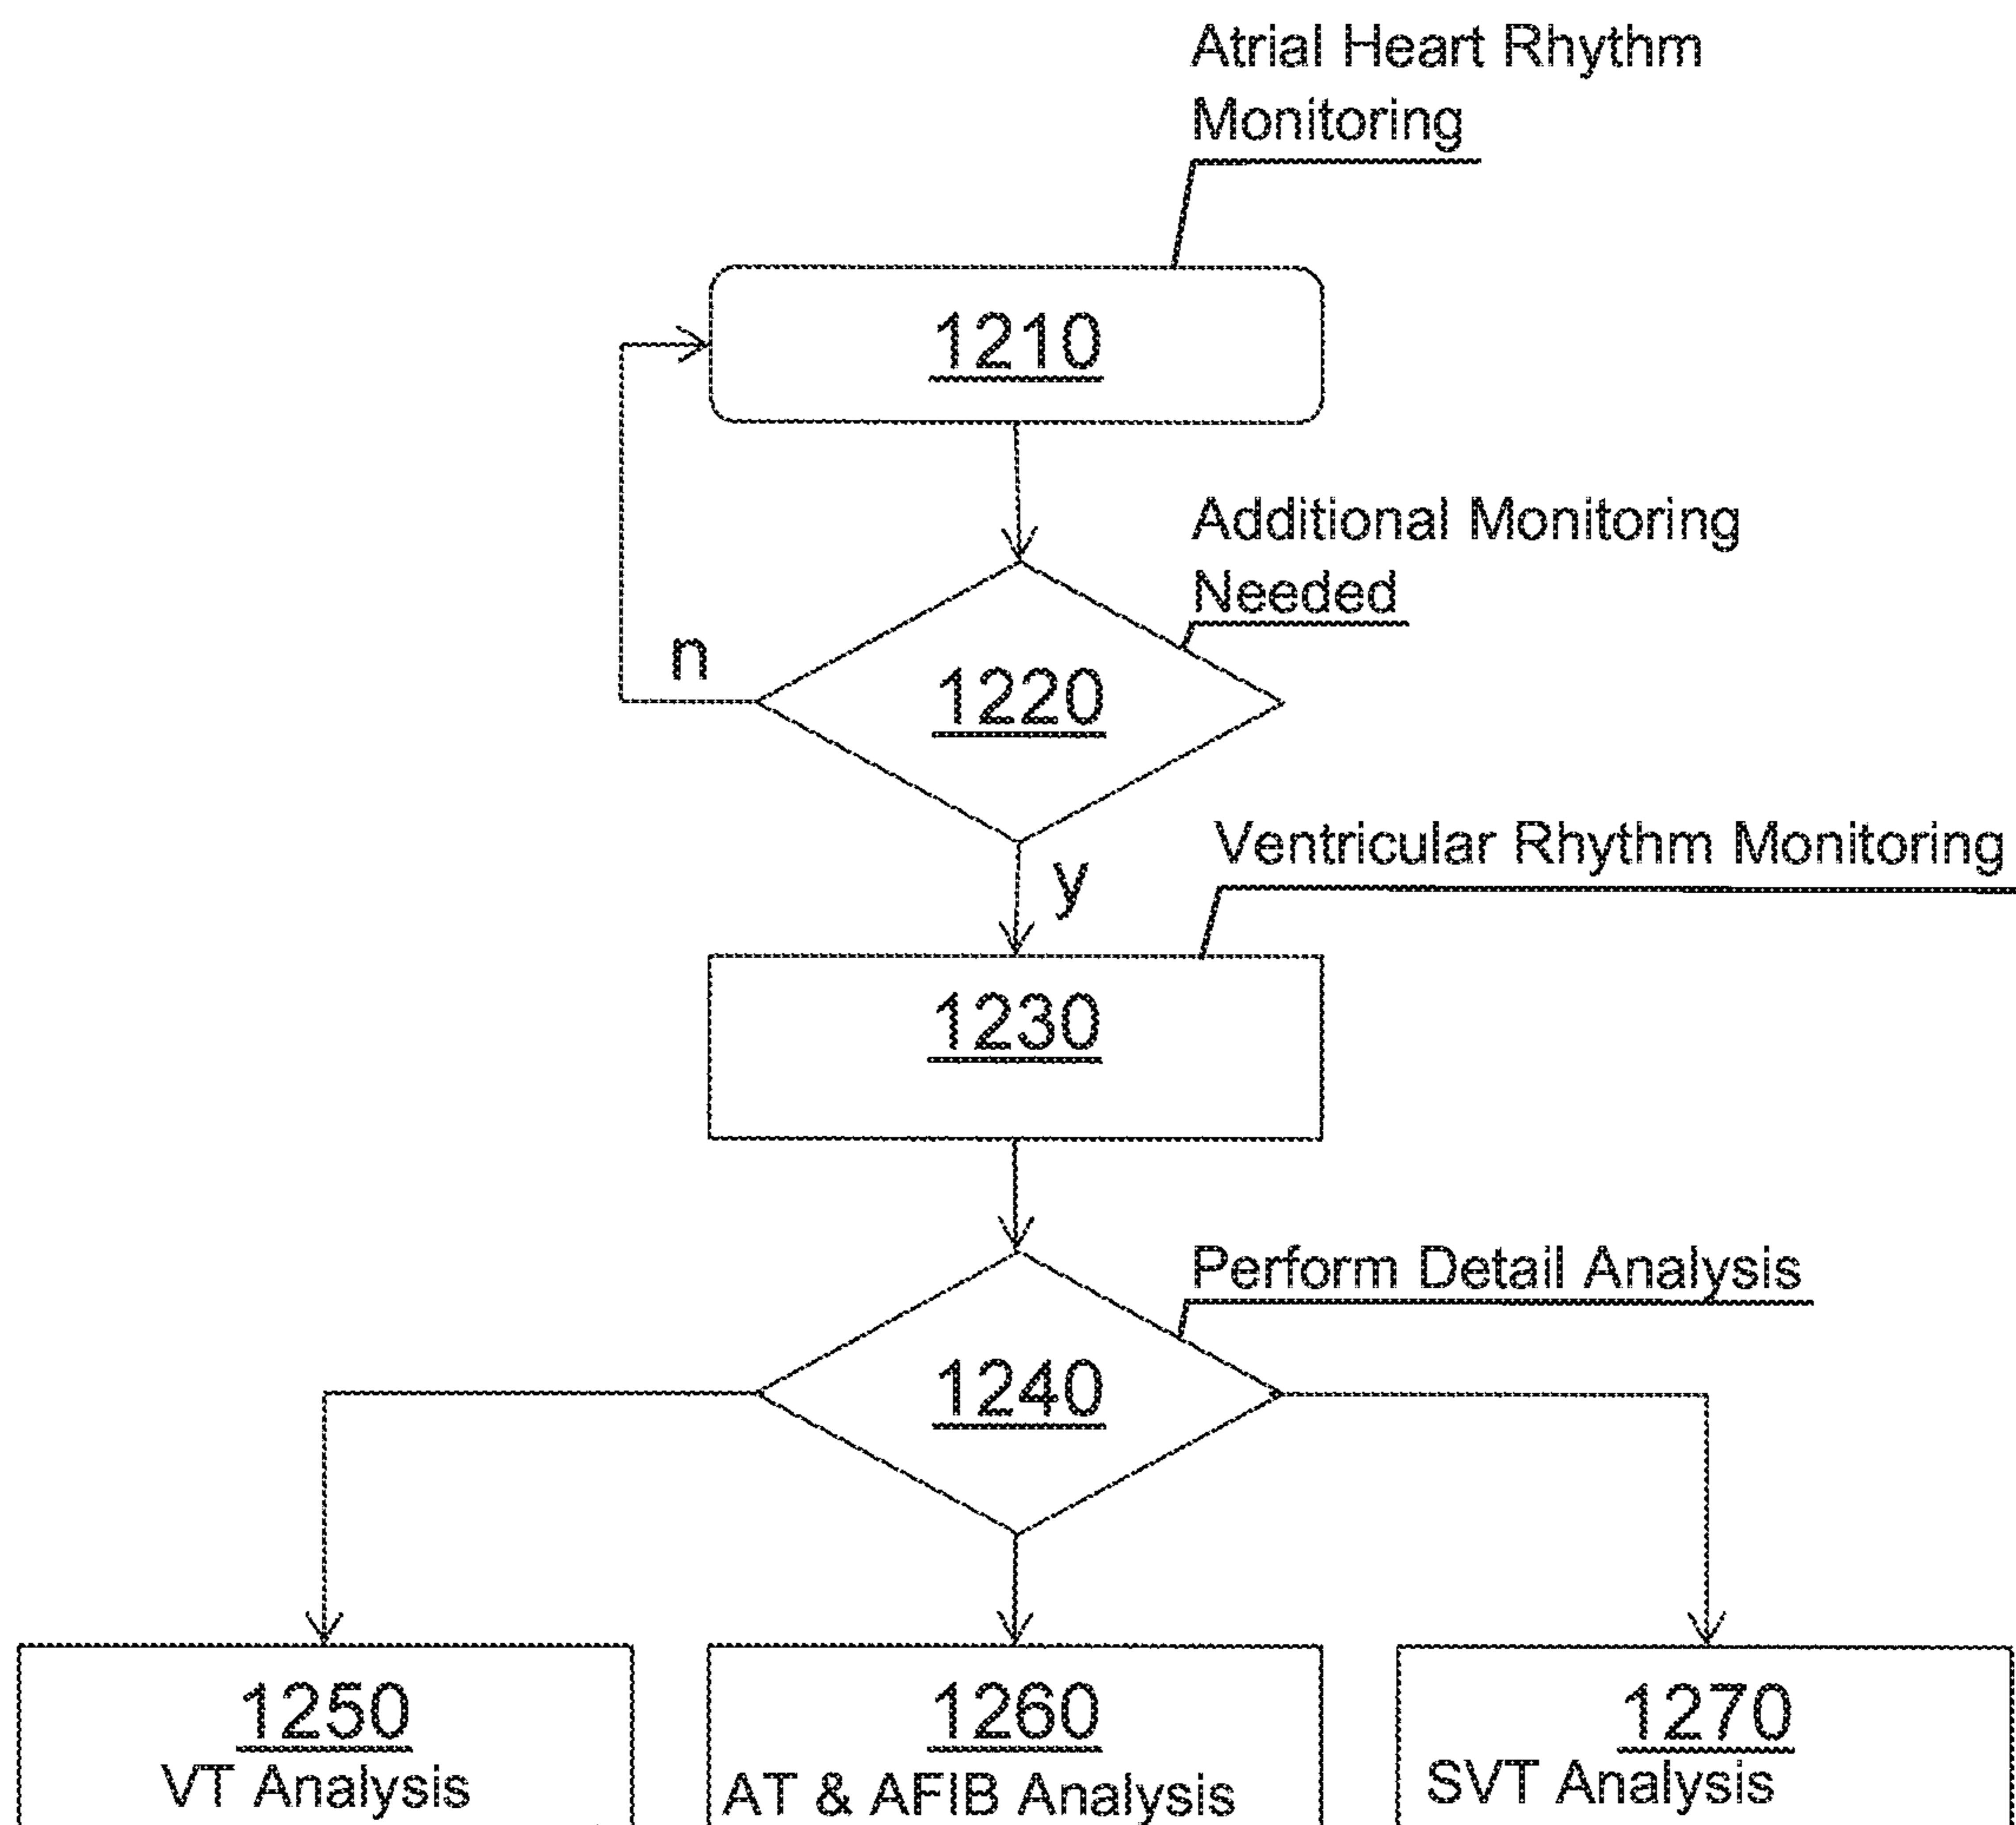 Atrial Heart Rhythm
Monitoring
1210
Additional Monitoring
Needed
n
1220
Ventricular Rhythm Monitoring
y
1230
Perform Detail Analysis
1240
1250
VT Analysis
1260
AT & AFIB Analysis
1270
SVT Analysis